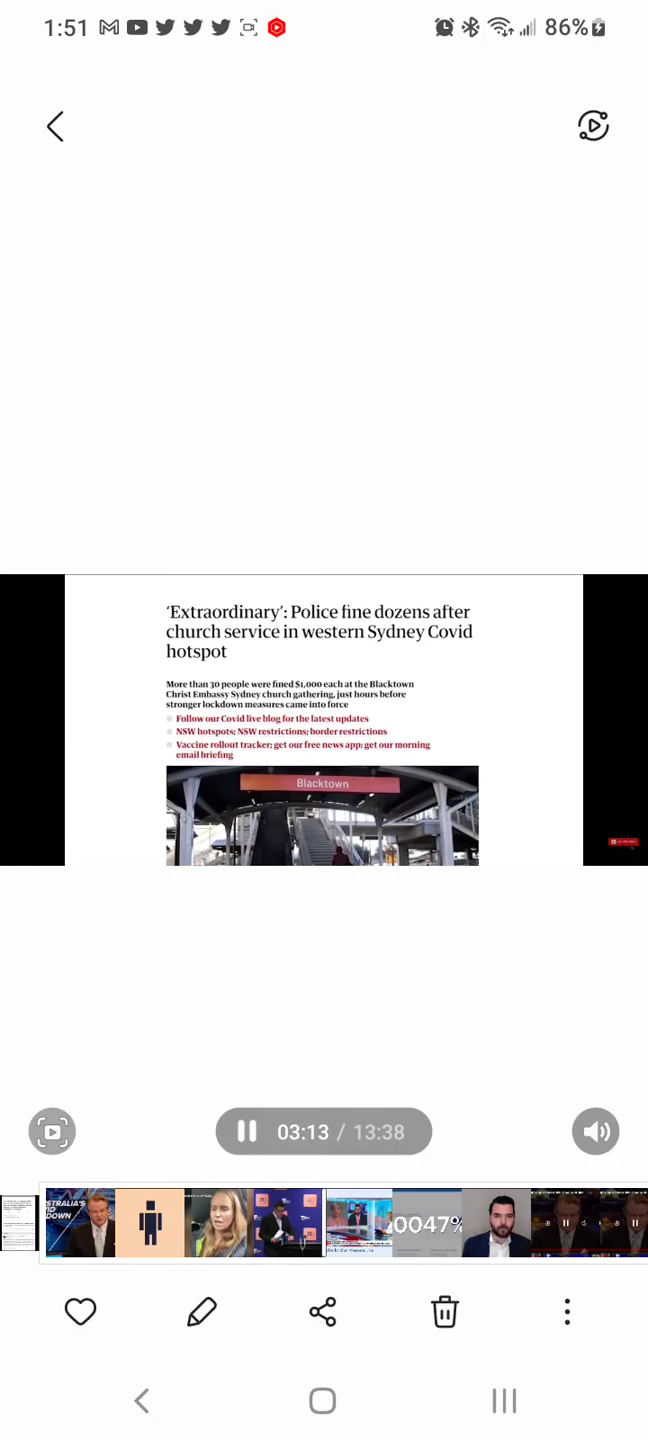 1:51
86%
‘Extraordinary’: Police fine dozens after
church service in western Sydney Covid
hotspot
More than 30 people were fined $1,000 each at the Blacktown
Christ Embassy Sydney church gathering, just hours before
stronger lockdown measures came into force
Follow our Covid live blog for the latest updates
NSW hotspots; NSW restrictions; border restrictions
Vaccine rollout tracker; get our free news app; get our morning
email briefing
Blacktown
03:13 / 13:38
STRALIA'S
DOWN
0047%